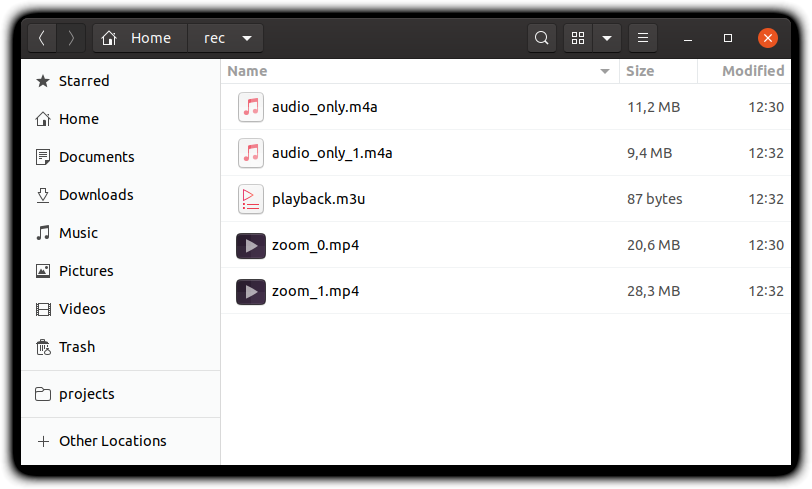 Home rec
Starred
Home
Documents
Downloads
Music
Pictures
Videos
Trash
projects
Other Locations
Name Size Modified
audio_only.m4a 11,2 MB 12:30
audio_only_1.m4a 9,4 MB 12:32
playback.m3u 87 bytes 12:32
zoom_0.mp4 20,6 MB 12:30
zoom_1.mp4 28,3 MB 12:32